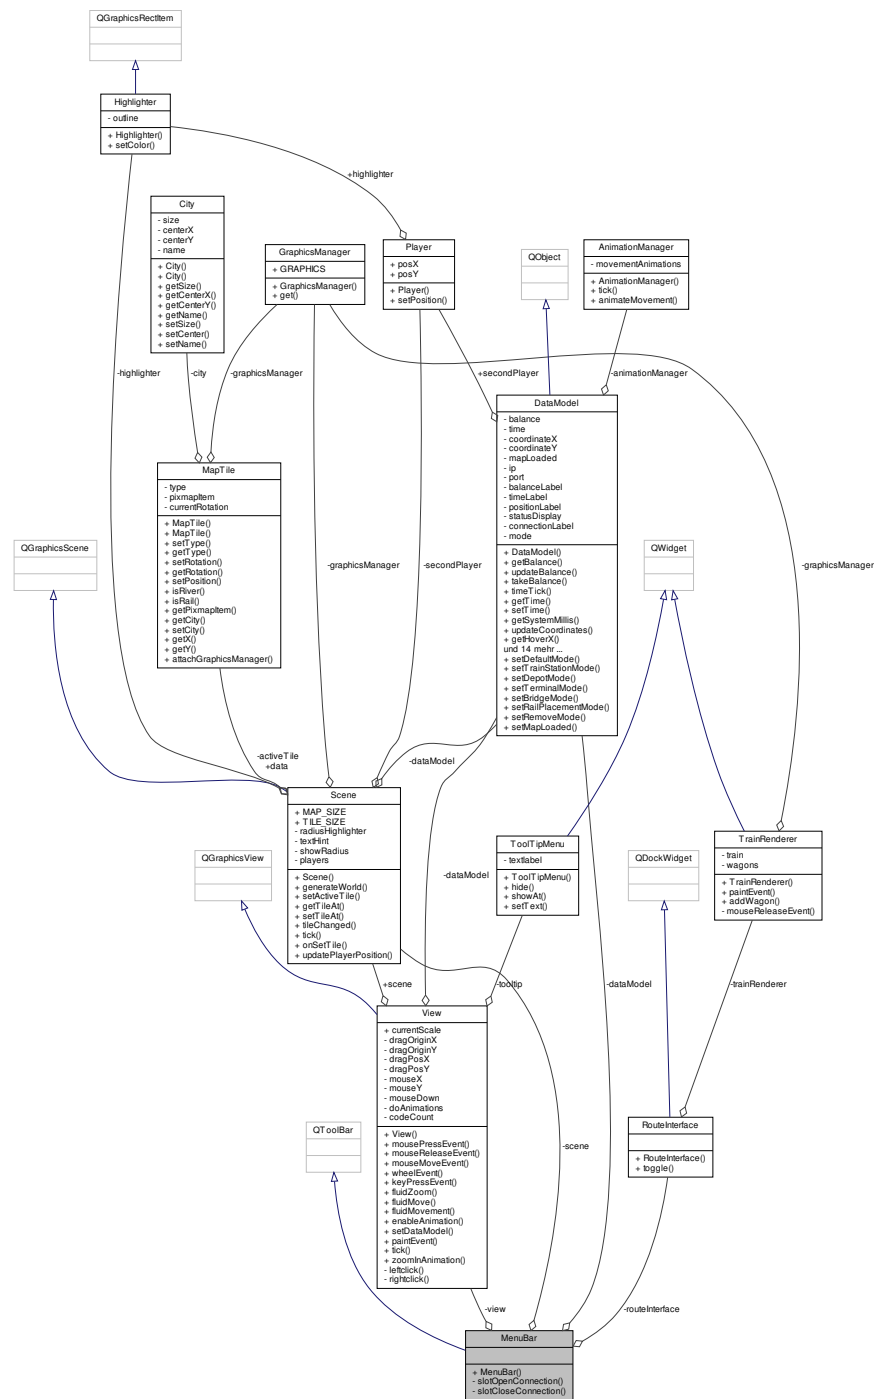 QGraphicsRectItem
Highlighter
- outline
+ Highlighter()
+ setColor()
+highlighter
City
- size
- centerX
- centerY
- name
+ City()
+ City()
+ getSize()
+ getCenterX()
+ getCenterY()
+ getName()
+ setSize()
+ setCenter()
+ setName()
GraphicsManager
+ GRAPHICS
+ GraphicsManager()
+ get()
Player
+ posX
+ posY
+ Player()
+ setPosition()
QObject
AnimationManager
- movementAnimations
+ AnimationManager()
+ tick()
+ animateMovement()
-highlighter
-city
-graphicsManager
+secondPlayer
-animationManager
DataModel
- balance
- time
- coordinateX
- coordinateY
- mapLoaded
- ip
- port
- balanceLabel
- timeLabel
- positionLabel
- statusDisplay
- connectionLabel
- mode
+ DataModel()
+ getBalance()
+ updateBalance()
+ takeBalance()
+ timeTick()
+ getTime()
+ setTime()
+ getSystemMillis()
+ updateCoordinates()
+ getHoverX()
und 14 mehr ...
+ setDefaultMode()
+ setTrainStationMode()
+ setDepotMode()
+ setTerminalMode()
+ setBridgeMode()
+ setRailPlacementMode()
+ setRemoveMode()
+ setMapLoaded()
MapTile
- type
- pixmapItem
- currentRotation
+ MapTile()
+ MapTile()
+ setType()
+ getType()
+ setRotation()
+ getRotation()
+ setPosition()
+ isRiver()
+ isRail()
+ getPixmapItem()
+ getCity()
+ setCity()
+ getX()
+ getY()
+ attachGraphicsManager()
QGraphicsScene
-graphicsManager
-secondPlayer
QWidget
-graphicsManager
-activeTile
+data
-dataModel
Scene
+ MAP_SIZE
+ TILE_SIZE
- radiusHighlighter
- textHint
- showRadius
- players
+ Scene()
+ generateWorld()
+ setActiveTile()
+ getTileAt()
+ setTileAt()
+ tileChanged()
+ tick()
+ onSetTile()
+ updatePlayerPosition()
QGraphicsView
-dataModel
ToolTipMenu
- textlabel
+ ToolTipMenu()
+ hide()
+ showAt()
+ setText()
QDockWidget
TrainRenderer
- train
- wagons
+ TrainRenderer()
+ paintEvent()
+ addWagon()
- mouseReleaseEvent()
+scene
-tooltip
-dataModel
-trainRenderer
View
+ currentScale
- dragOriginX
- dragOriginY
- dragPosX
- dragPosY
- mouseX
- mouseY
- mouseDown
- doAnimations
- codeCount
+ View()
+ mousePressEvent()
+ mouseReleaseEvent()
+ mouseMoveEvent()
+ wheelEvent()
+ keyPressEvent()
+ fluidZoom()
+ fluidMove()
+ fluidMovement()
+ enableAnimation()
+ setDataModel()
+ paintEvent()
+ tick()
+ zoomInAnimation()
- leftclick()
- rightclick()
QToolBar
-scene
RouteInterface
+ RouteInterface()
+ toggle()
-view
-routeInterface
MenuBar
+ MenuBar()
- slotOpenConnection()
- slotCloseConnection()